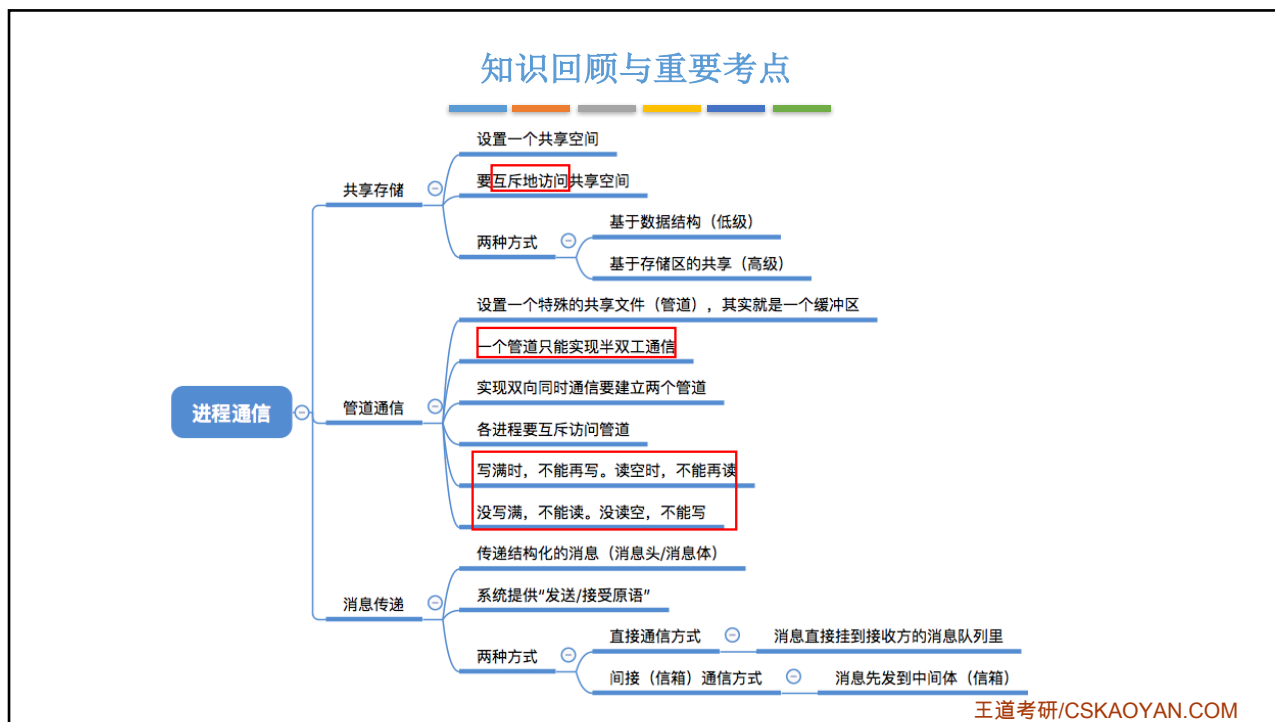 知识回顾与重要考点
设置一个共享空间
共享存储
要互斥地访问共享空间
两种方式
基于数据结构（低级）
基于存储区的共享（高级）
设置一个特殊的共享文件（管道），其实就是一个缓冲区
一个管道只能实现半双工通信
实现双向同时通信要建立两个管道
进程通信
管道通信
各进程要互斥访问管道
写满时，不能再写。读空时，不能再读
没写满，不能读。没读空，不能写
传递结构化的消息（消息头/消息体）
消息传递
系统提供“发送/接受原语”
两种方式
直接通信方式
消息直接挂到接收方的消息队列里
间接（信箱）通信方式
消息先发到中间体（信箱）
王道考研/CSKAOYAN.COM